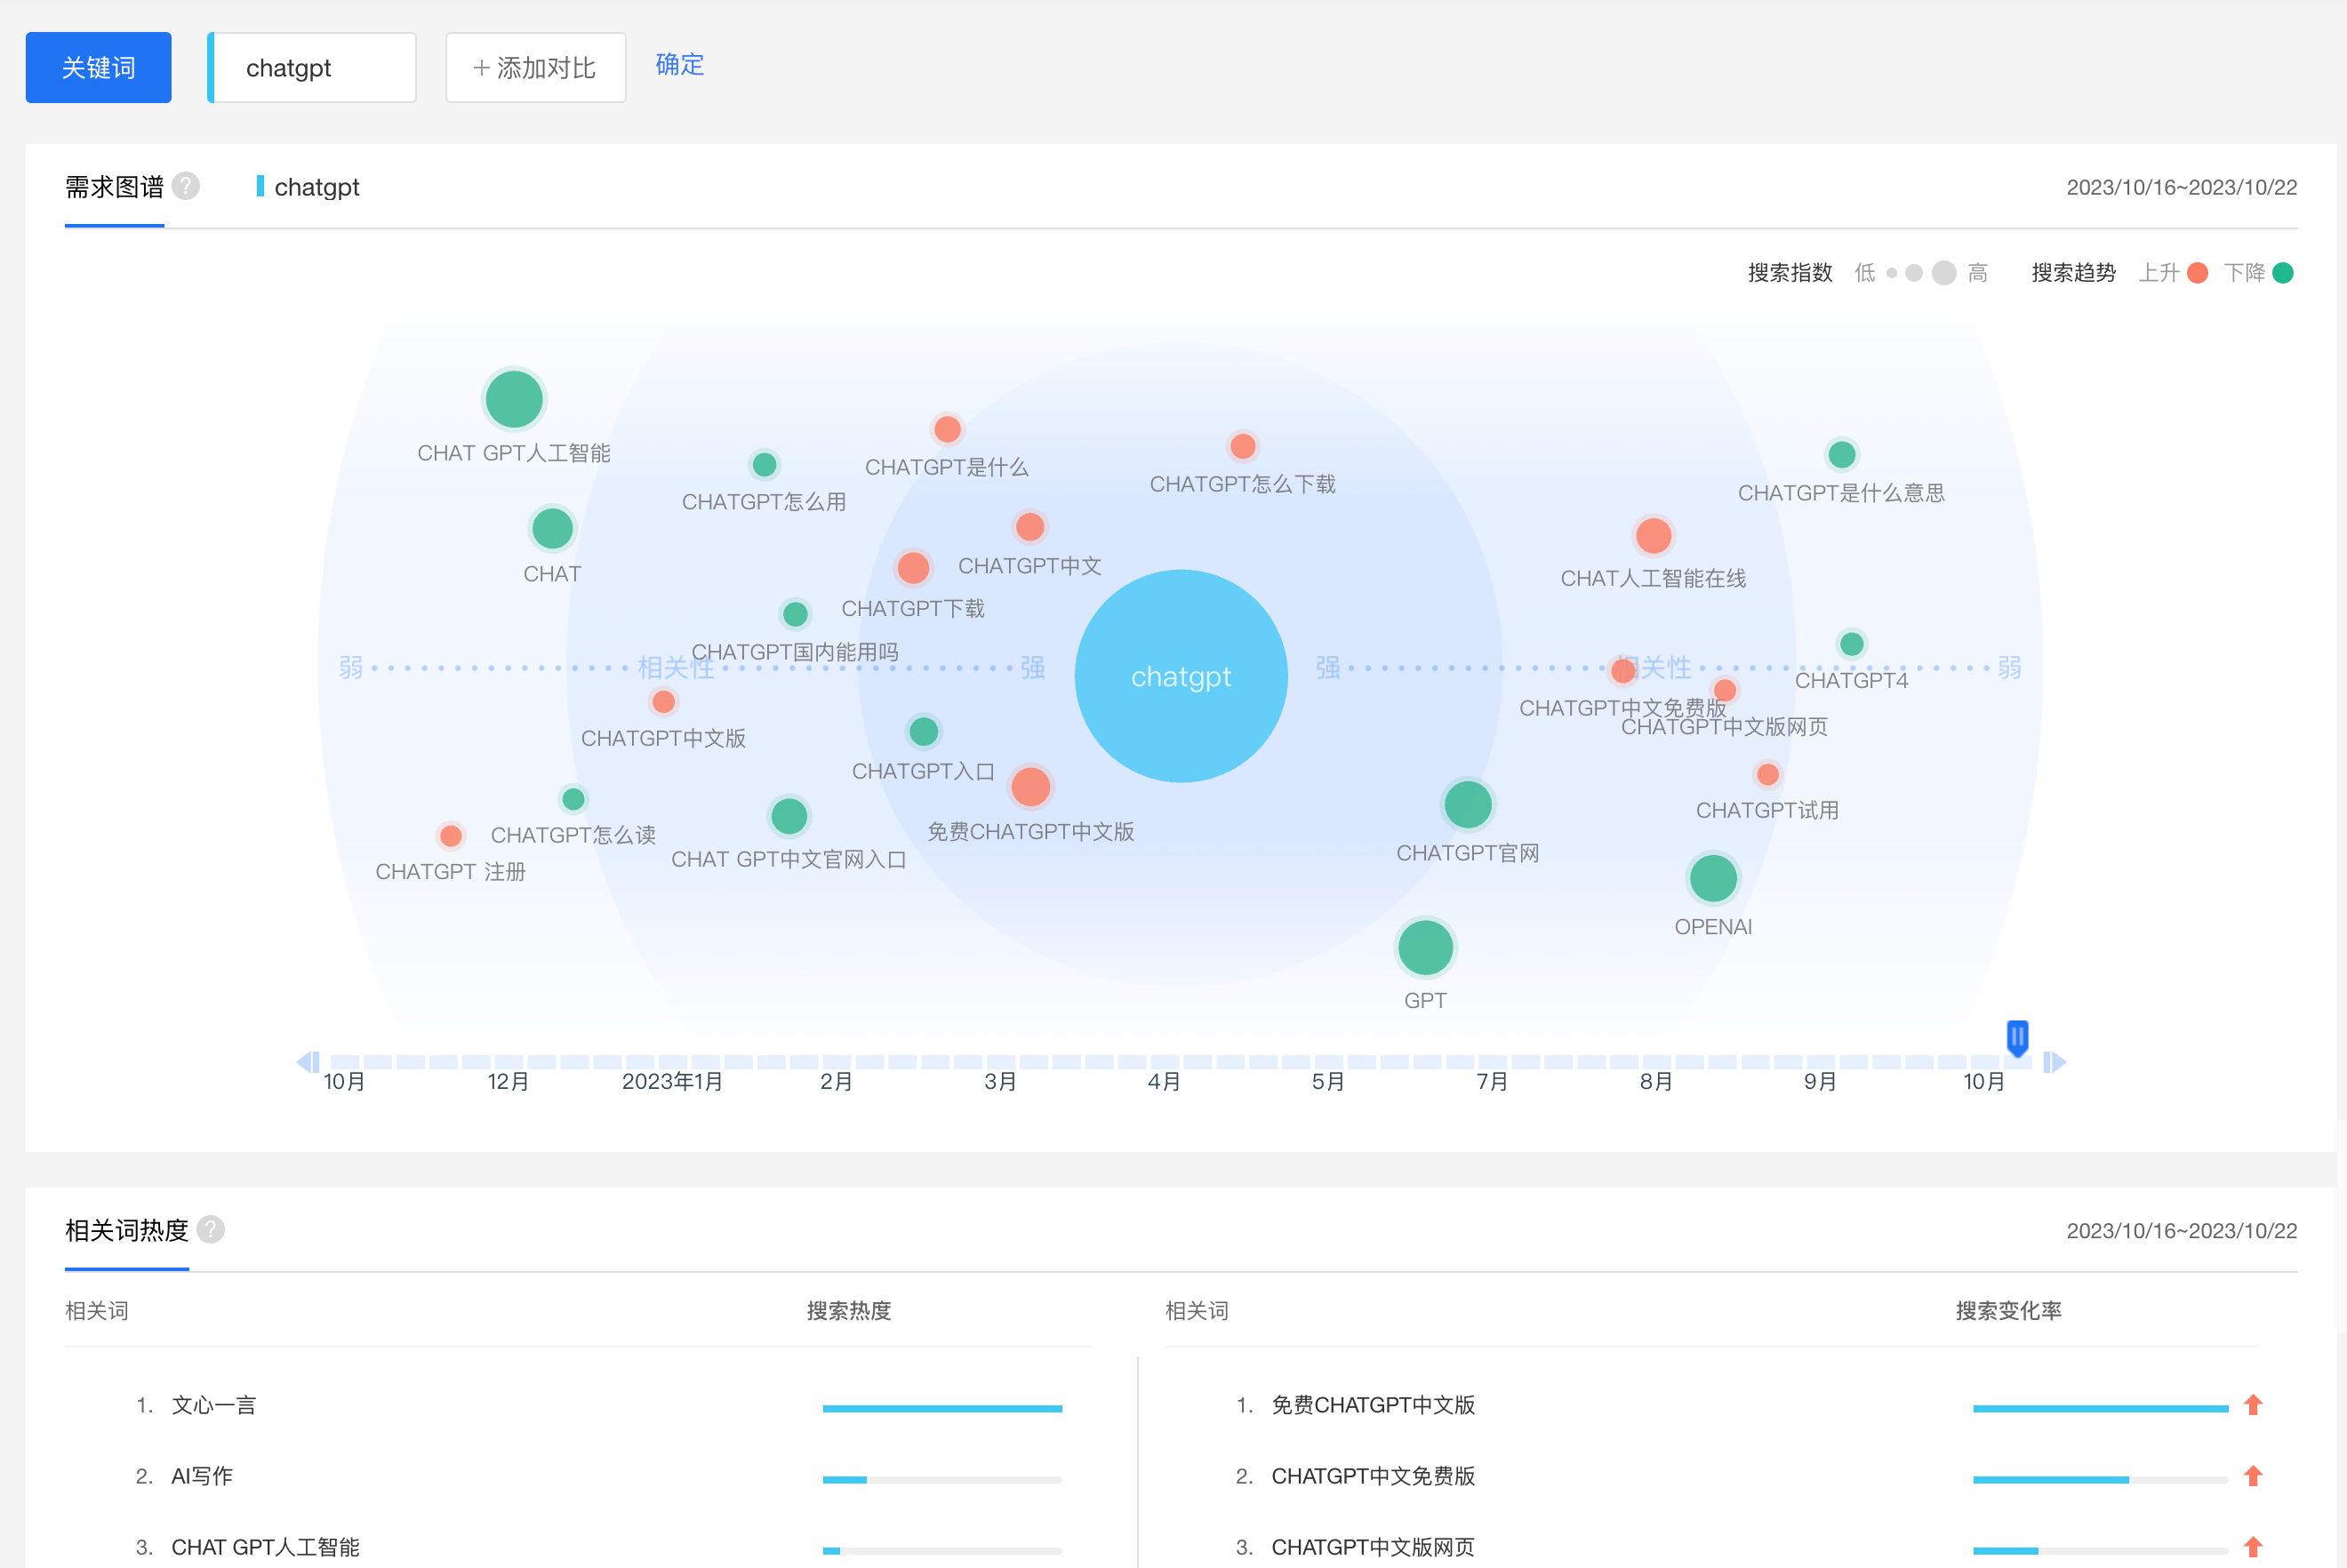 关键词
chatgpt
+ 添加对比
确定
需求图谱 ?
chatgpt
2023/10/16~2023/10/22
搜索指数 低 高 搜索趋势 上升 下降
CHAT GPT人工智能
CHATGPT是什么
CHATGPT怎么下载
CHATGPT是什么意思
CHATGPT怎么用
CHAT
CHATGPT中文
CHAT人工智能在线
CHATGPT下载
CHATGPT国内能用吗
弱 相关性 强
chatgpt
强 相关性 弱
CHATGPT4
CHATGPT中文免费版
CHATGPT中文版网页
CHATGPT中文版
CHATGPT入口
CHATGPT试用
免费CHATGPT中文版
CHATGPT怎么读
CHATGPT 注册
CHAT GPT中文官网入口
CHATGPT官网
OPENAI
GPT
10月 12月 2023年1月 2月 3月 4月 5月 7月 8月 9月 10月
相关词热度 ?
2023/10/16~2023/10/22
相关词 搜索热度
1. 文心一言
2. AI写作
3. CHAT GPT人工智能
相关词 搜索变化率
1. 免费CHATGPT中文版
2. CHATGPT中文免费版
3. CHATGPT中文版网页